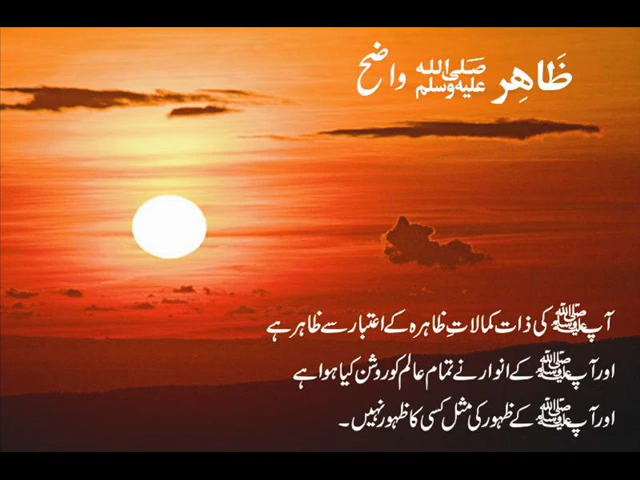 ظَاہِر ﷺ واضح
آپ ﷺ کی ذات کمالاتِ ظاہرہ کے اعتبار سے ظاہر ہے
اور آپ ﷺ کے انوار نے تمام عالم کو روشن کیا ہوا ہے
اور آپ ﷺ کے ظہور کی مثل کسی کا ظہور نہیں۔